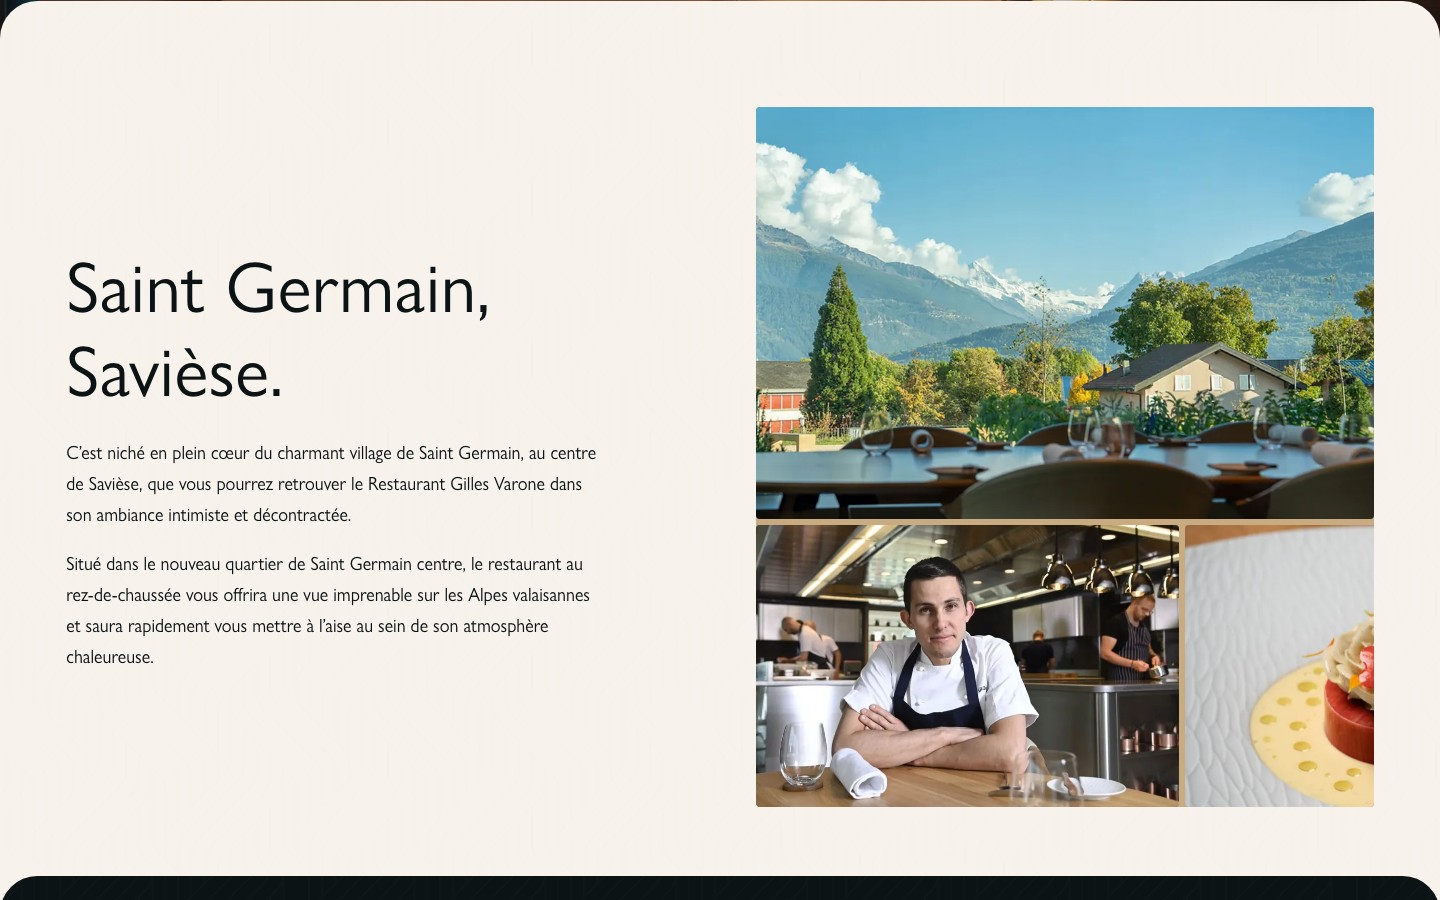 Saint Germain,
Savièse.
C’est niché en plein cœur du charmant village de Saint Germain, au centre
de Savièse, que vous pourrez retrouver le Restaurant Gilles Varone dans
son ambiance intimiste et décontractée.
Situé dans le nouveau quartier de Saint Germain centre, le restaurant au
rez-de-chaussée vous offrira une vue imprenable sur les Alpes valaisannes
et saura rapidement vous mettre à l’aise au sein de son atmosphère
chaleureuse.